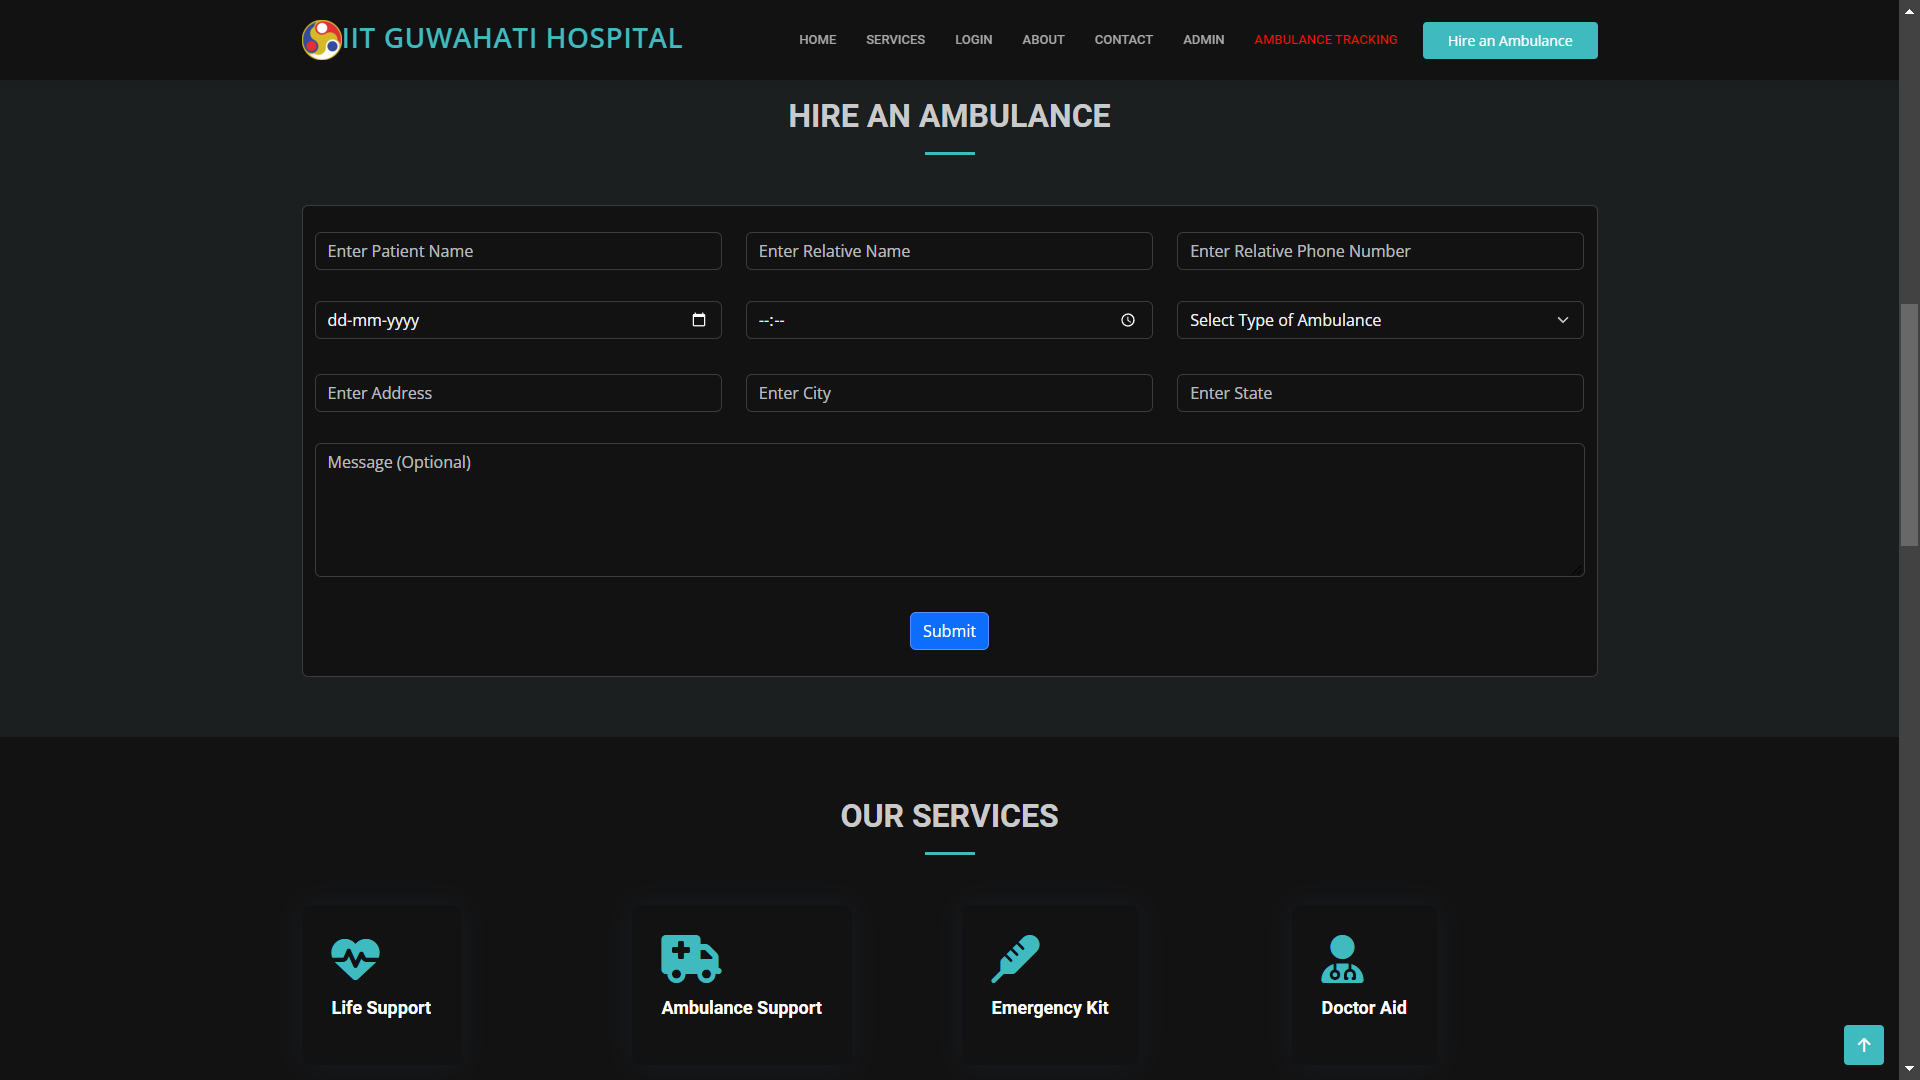 IIT GUWAHATI HOSPITAL
HOME SERVICES LOGIN ABOUT CONTACT ADMIN AMBULANCE TRACKING Hire an Ambulance
HIRE AN AMBULANCE
Enter Patient Name Enter Relative Name Enter Relative Phone Number
dd-mm-yyyy --:-- Select Type of Ambulance
Enter Address Enter City Enter State
Message (Optional)
Submit
OUR SERVICES
Life Support Ambulance Support Emergency Kit Doctor Aid